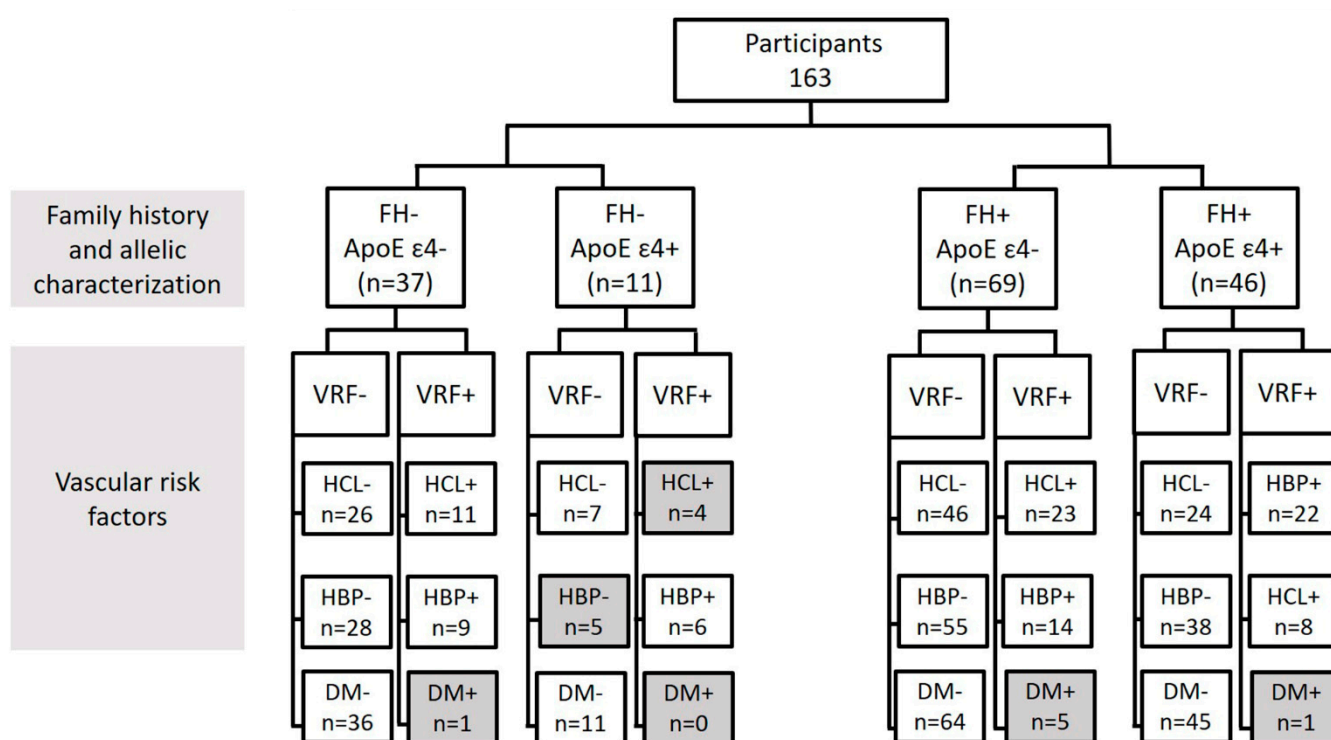 Participants
163
Family history
and allelic
characterization
FH-
ApoE ε4-
(n=37)
FH-
ApoE ε4+
(n=11)
FH+
ApoE ε4-
(n=69)
FH+
ApoE ε4+
(n=46)
Vascular risk
factors
VRF-
VRF+
VRF-
VRF+
VRF-
VRF+
VRF-
VRF+
HCL-
n=26
HCL+
n=11
HCL-
n=7
HCL+
n=4
HCL-
n=46
HCL+
n=23
HCL-
n=24
HBP+
n=22
HBP-
n=28
HBP+
n=9
HBP-
n=5
HBP+
n=6
HBP-
n=55
HBP+
n=14
HBP-
n=38
HCL+
n=8
DM-
n=36
DM+
n=1
DM-
n=11
DM+
n=0
DM-
n=64
DM+
n=5
DM-
n=45
DM+
n=1